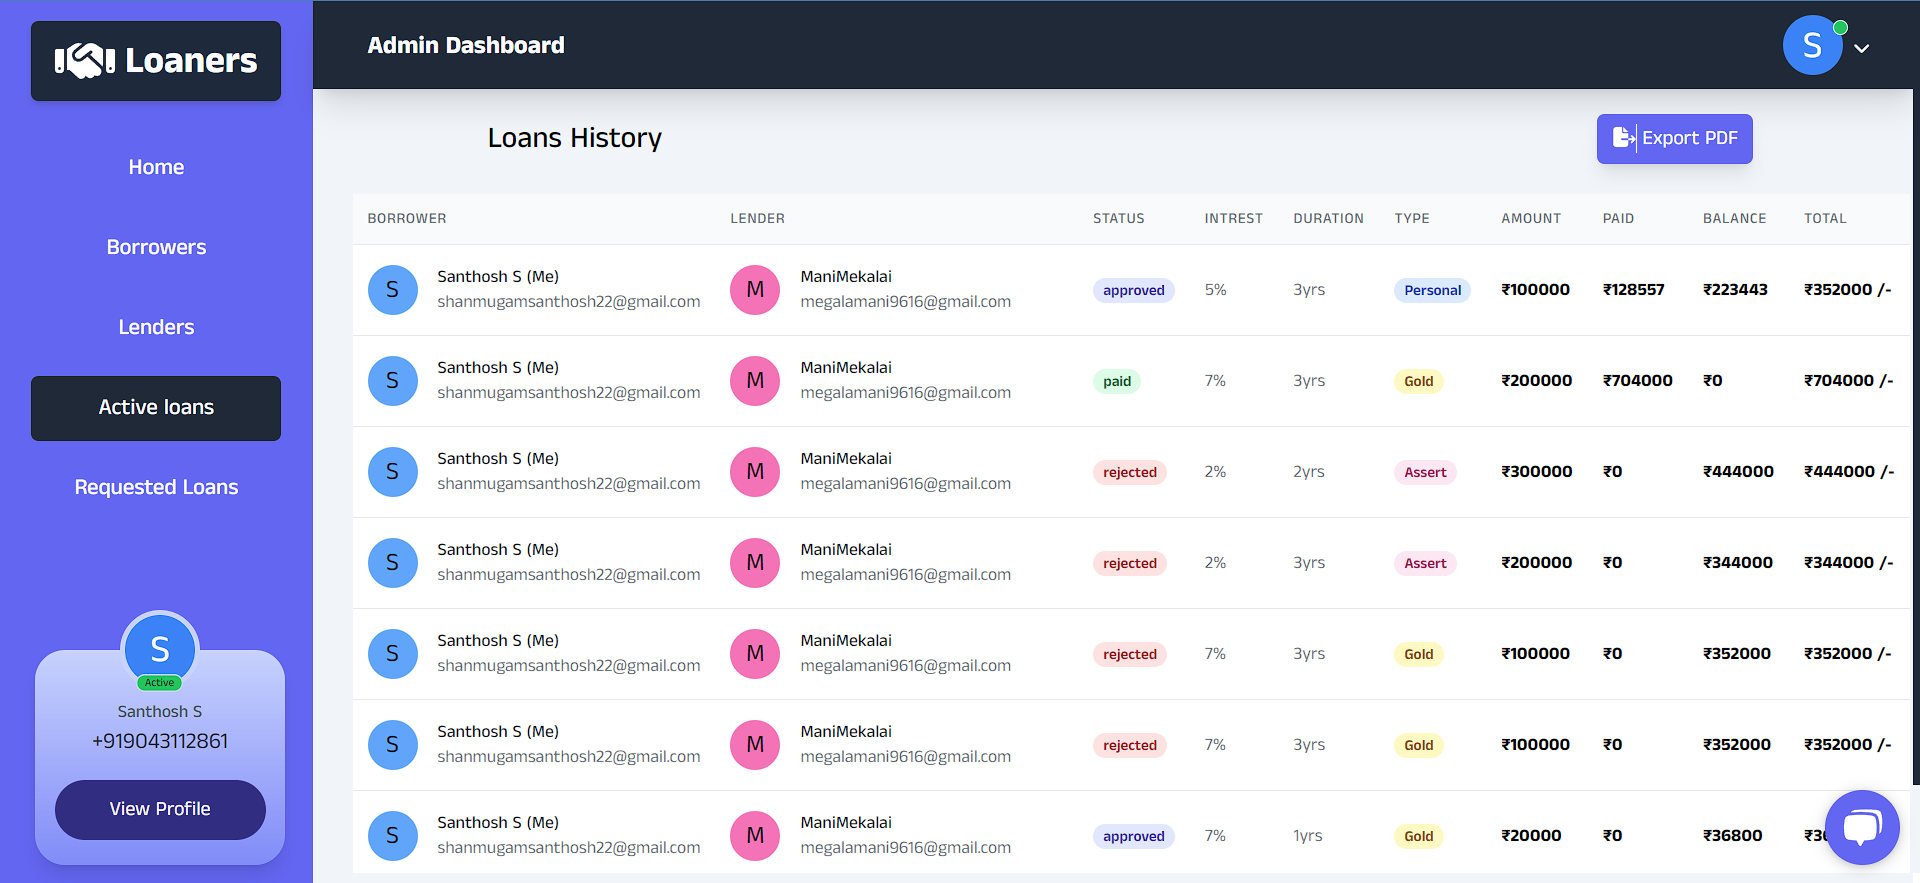 Loaners
Admin Dashboard
S
Home
Borrowers
Lenders
Active loans
Requested Loans
S
Active
Santhosh S
+919043112861
View Profile
Loans History
Export PDF
BORROWER LENDER STATUS INTREST DURATION TYPE AMOUNT PAID BALANCE TOTAL
S Santhosh S (Me) M ManiMekalai approved 5% 3yrs Personal ₹100000 ₹128557 ₹223443 ₹352000 /-
shanmugamsanthosh22@gmail.com megalamani9616@gmail.com
S Santhosh S (Me) M ManiMekalai paid 7% 3yrs Gold ₹200000 ₹704000 ₹0 ₹704000 /-
shanmugamsanthosh22@gmail.com megalamani9616@gmail.com
S Santhosh S (Me) M ManiMekalai rejected 2% 2yrs Assert ₹300000 ₹0 ₹444000 ₹444000 /-
shanmugamsanthosh22@gmail.com megalamani9616@gmail.com
S Santhosh S (Me) M ManiMekalai rejected 2% 3yrs Assert ₹200000 ₹0 ₹344000 ₹344000 /-
shanmugamsanthosh22@gmail.com megalamani9616@gmail.com
S Santhosh S (Me) M ManiMekalai rejected 7% 3yrs Gold ₹100000 ₹0 ₹352000 ₹352000 /-
shanmugamsanthosh22@gmail.com megalamani9616@gmail.com
S Santhosh S (Me) M ManiMekalai rejected 7% 3yrs Gold ₹100000 ₹0 ₹352000 ₹352000 /-
shanmugamsanthosh22@gmail.com megalamani9616@gmail.com
S Santhosh S (Me) M ManiMekalai approved 7% 1yrs Gold ₹20000 ₹0 ₹36800
shanmugamsanthosh22@gmail.com megalamani9616@gmail.com